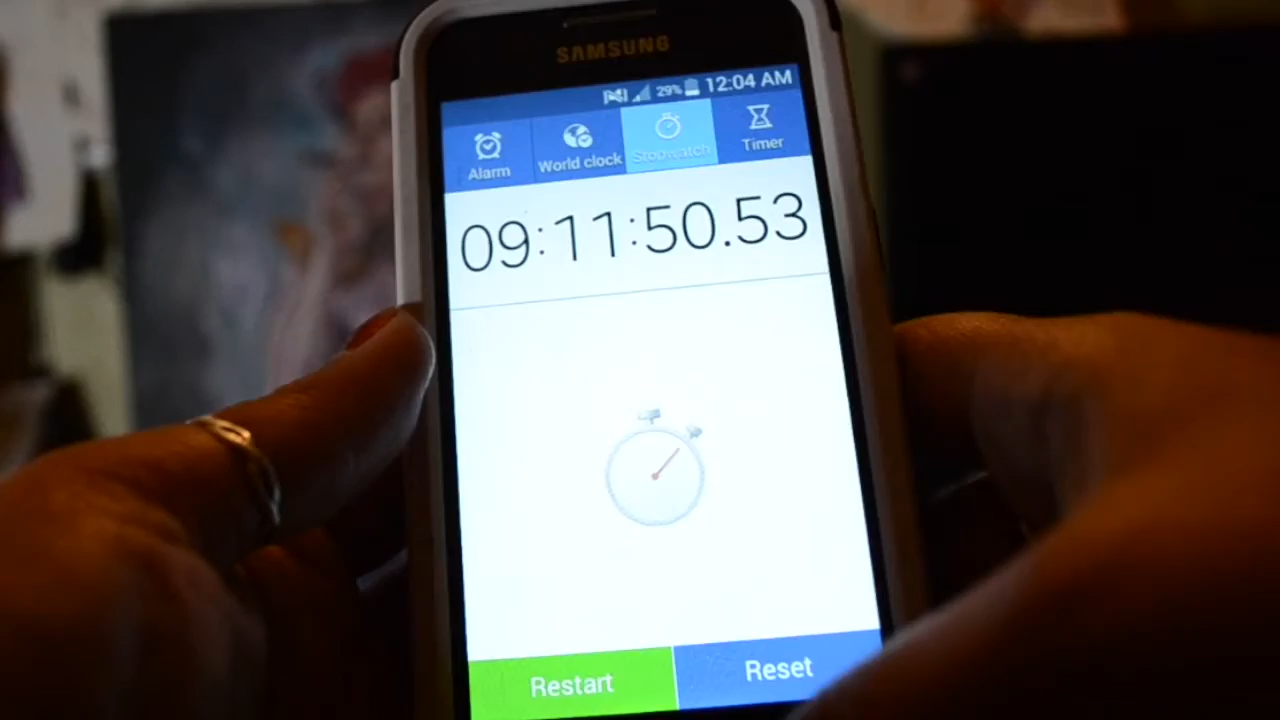 SAMSUNG
29% 12:04 AM
Alarm World clock Stopwatch Timer
09:11:50.53
Restart Reset